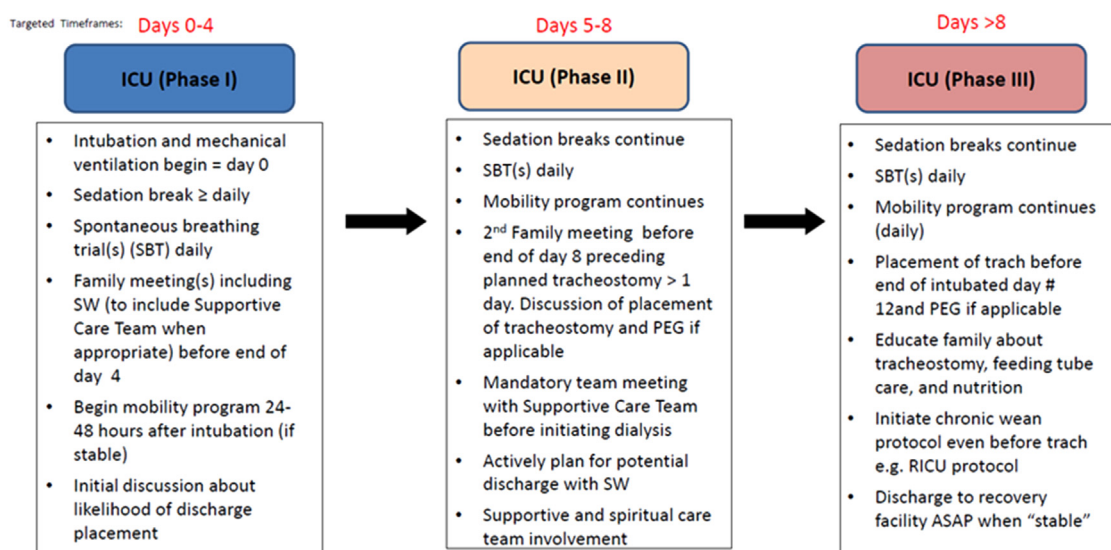 Targeted Timeframes:
Days 0-4
Days 5-8
Days >8
ICU (Phase I)
• Intubation and mechanical
ventilation begin = day 0
• Sedation break ≥ daily
• Spontaneous breathing
trial(s) (SBT) daily
• Family meeting(s) including
SW (to include Supportive
Care Team when
appropriate) before end of
day 4
• Begin mobility program 24-
48 hours after intubation (if
stable)
• Initial discussion about
likelihood of discharge
placement
ICU (Phase II)
• Sedation breaks continue
• SBT(s) daily
• Mobility program continues
• 2nd Family meeting before
end of day 8 preceding
planned tracheostomy > 1
day. Discussion of placement
of tracheostomy and PEG if
applicable
• Mandatory team meeting
with Supportive Care Team
before initiating dialysis
• Actively plan for potential
discharge with SW
• Supportive and spiritual care
team involvement
ICU (Phase III)
• Sedation breaks continue
• SBT(s) daily
• Mobility program continues
(daily)
• Placement of trach before
end of intubated day #
12and PEG if applicable
• Educate family about
tracheostomy, feeding tube
care, and nutrition
• Initiate chronic wean
protocol even before trach
e.g. RICU protocol
• Discharge to recovery
facility ASAP when “stable”